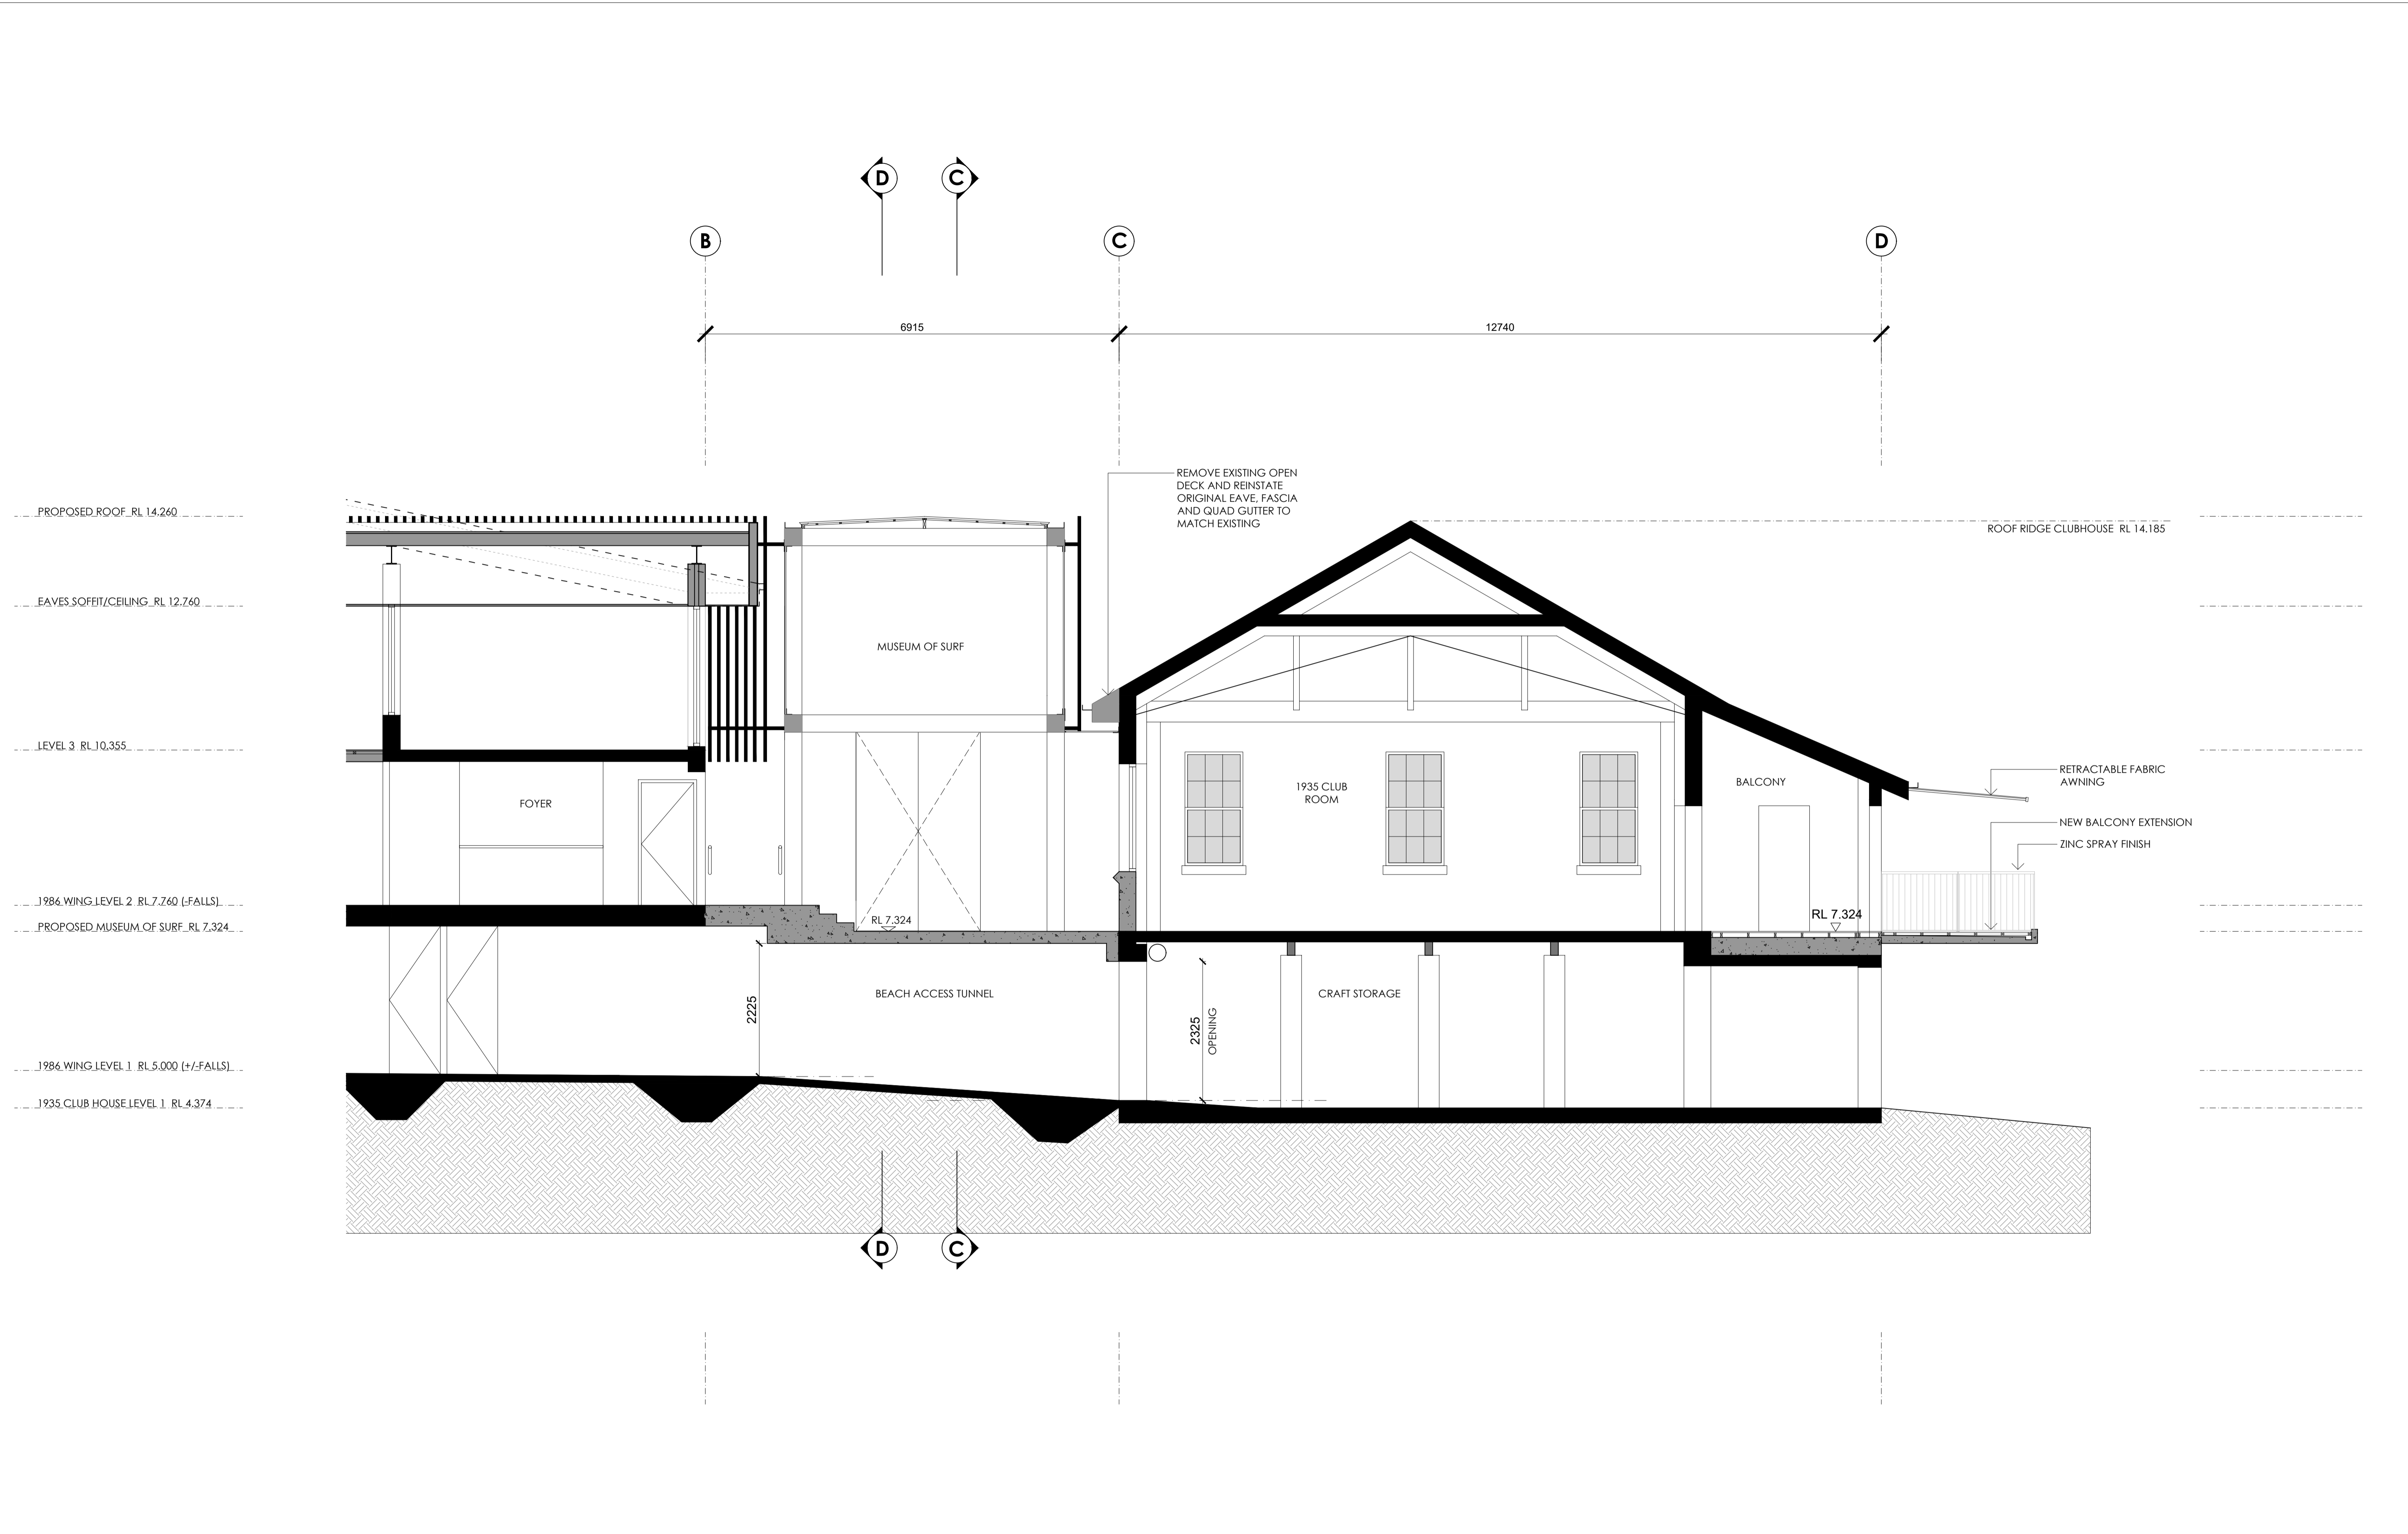 D C
B C D
6915 12740
REMOVE EXISTING OPEN
DECK AND REINSTATE
ORIGINAL EAVE, FASCIA
AND QUAD GUTTER TO
MATCH EXISTING
PROPOSED ROOF RL 14.260
ROOF RIDGE CLUBHOUSE RL 14.185
EAVES SOFFIT/CEILING RL 12.760
MUSEUM OF SURF
LEVEL 3 RL 10.355
RETRACTABLE FABRIC
AWNING
BALCONY
1935 CLUB
ROOM
FOYER
NEW BALCONY EXTENSION
ZINC SPRAY FINISH
1986 WING LEVEL 2 RL 7.760 (-FALLS)
RL 7.324
RL 7.324
PROPOSED MUSEUM OF SURF RL 7.324
BEACH ACCESS TUNNEL
CRAFT STORAGE
2225
2325
OPENING
1986 WING LEVEL 1 RL 5.000 (+/-FALLS)
1935 CLUB HOUSE LEVEL 1 RL 4.374
D C